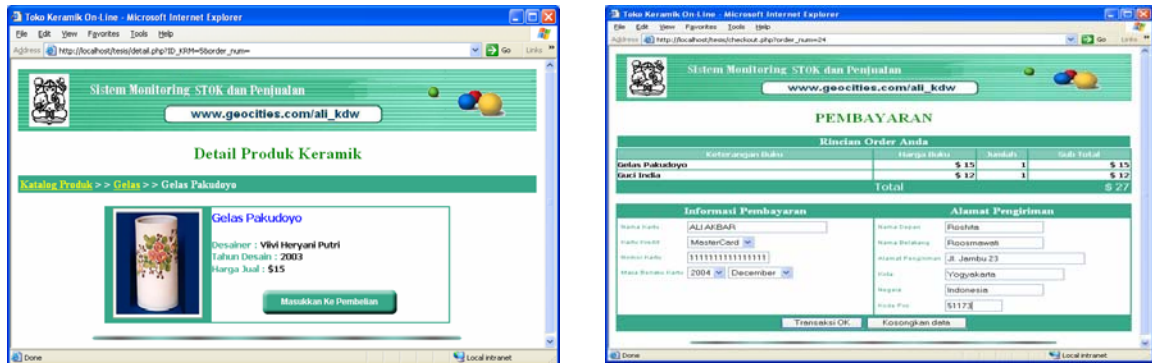 Toko Keramik On-Line - Microsoft Internet Explorer
File Edit View Favorites Tools Help
Address http://localhost/tesis/detail.php?ID_KRM=5&order_num= Go Links
Sistem Monitoring STOK dan Penjualan
www.geocities.com/ali_kdw
Detail Produk Keramik
Katalog Produk > > Gelas > > Gelas Pakudoyo
Gelas Pakudoyo
Desainer : Viivi Heryani Putri
Tahun Desain : 2003
Harga Jual : $15
Masukkan Ke Pembelian
Done Local intranet
Toko Keramik On-Line - Microsoft Internet Explorer
File Edit View Favorites Tools Help
Address http://localhost/tesis/checkout.php?order_num=24 Go Links
Sistem Monitoring STOK dan Penjualan
www.geocities.com/ali_kdw
PEMBAYARAN
Rincian Order Anda
Keterangan Buku Harga Buku Jumlah Sub Total
Gelas Pakudoyo $ 15 1 $ 15
Guci India $ 12 1 $ 12
Total $ 27
Informasi Pembayaran Alamat Pengiriman
Nama Kartu ALI AKBAR Nama Depan Roshita
Kartu Kredit MasterCard Nama Belakang Roosmawati
Nomor Kartu 1111111111111111 Alamat Pengiriman Jl. Jambu 23
Masa Berlaku Kartu 2004 December Kota Yogyakarta
Negara Indonesia
Kode Pos 51173
Transaksi OK Kosongkan data
Done Local intranet